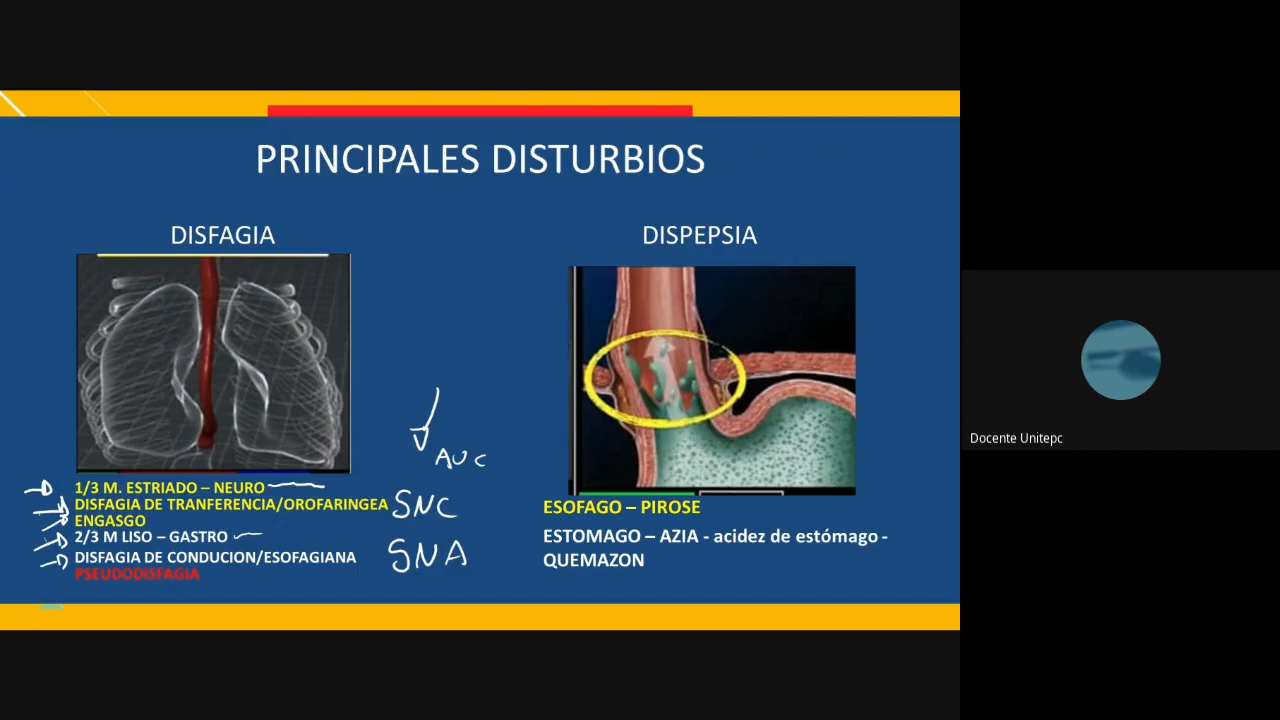 PRINCIPALES DISTURBIOS
DISFAGIA
AVC
1/3 M. ESTRIADO – NEURO
DISFAGIA DE TRANFERENCIA/OROFARINGEA SNC
ENGASGO
2/3 M LISO – GASTRO
DISFAGIA DE CONDUCION/ESOFAGIANA SNA
PSEUDODISFAGIA
DISPEPSIA
ESOFAGO – PIROSE
ESTOMAGO – AZIA - acidez de estómago -
QUEMAZON
Docente Unitepc